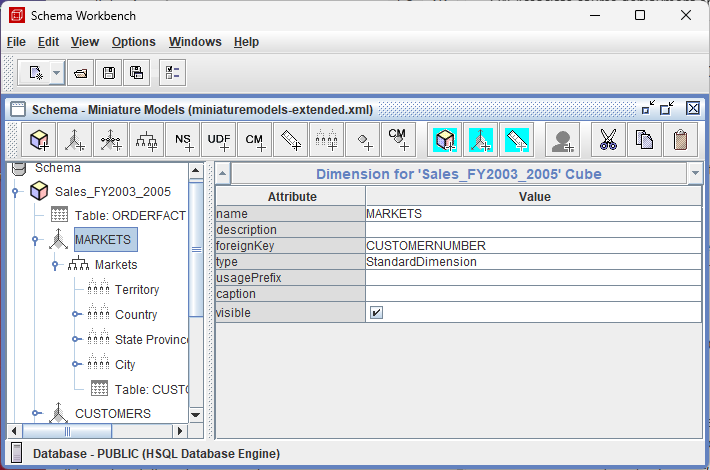 Schema Workbench
File Edit View Options Windows Help
Schema - Miniature Models (miniaturemodels-extended.xml)
NS UDF CM CM
Schema
Sales_FY2003_2005
Table: ORDERFACT
MARKETS
Markets
Territory
Country
State Province
City
Table: CUSTO
CUSTOMERS
Dimension for 'Sales_FY2003_2005' Cube
Attribute Value
name MARKETS
description
foreignKey CUSTOMERNUMBER
type StandardDimension
usagePrefix
caption
visible
Database - PUBLIC (HSQL Database Engine)